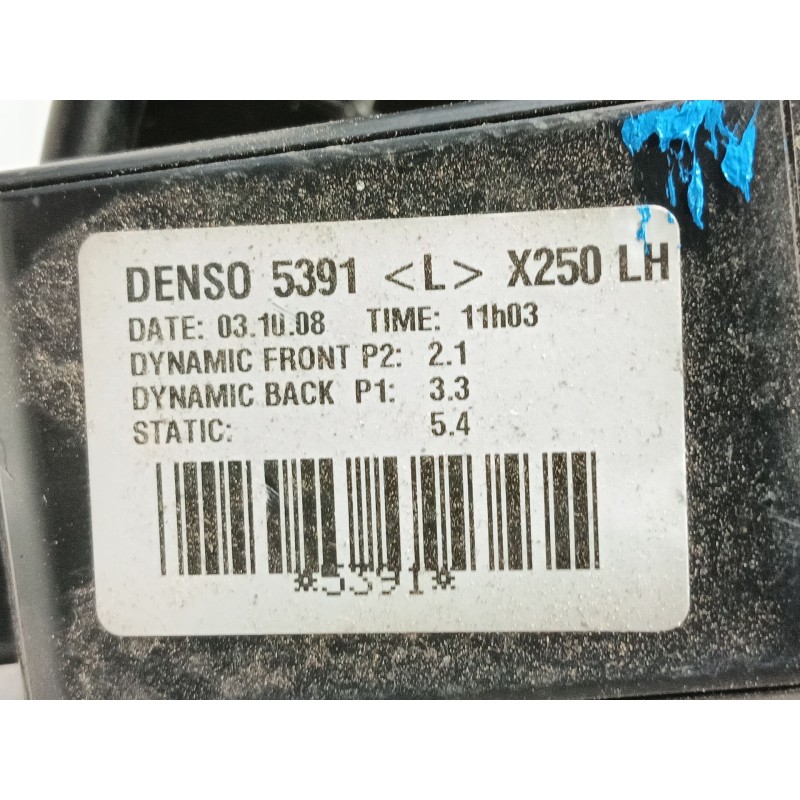 DENSO 5391 <L> X250 LH
DATE: 03.10.08 TIME: 11h03
DYNAMIC FRONT P2: 2.1
DYNAMIC BACK P1: 3.3
STATIC: 5.4
*5391*